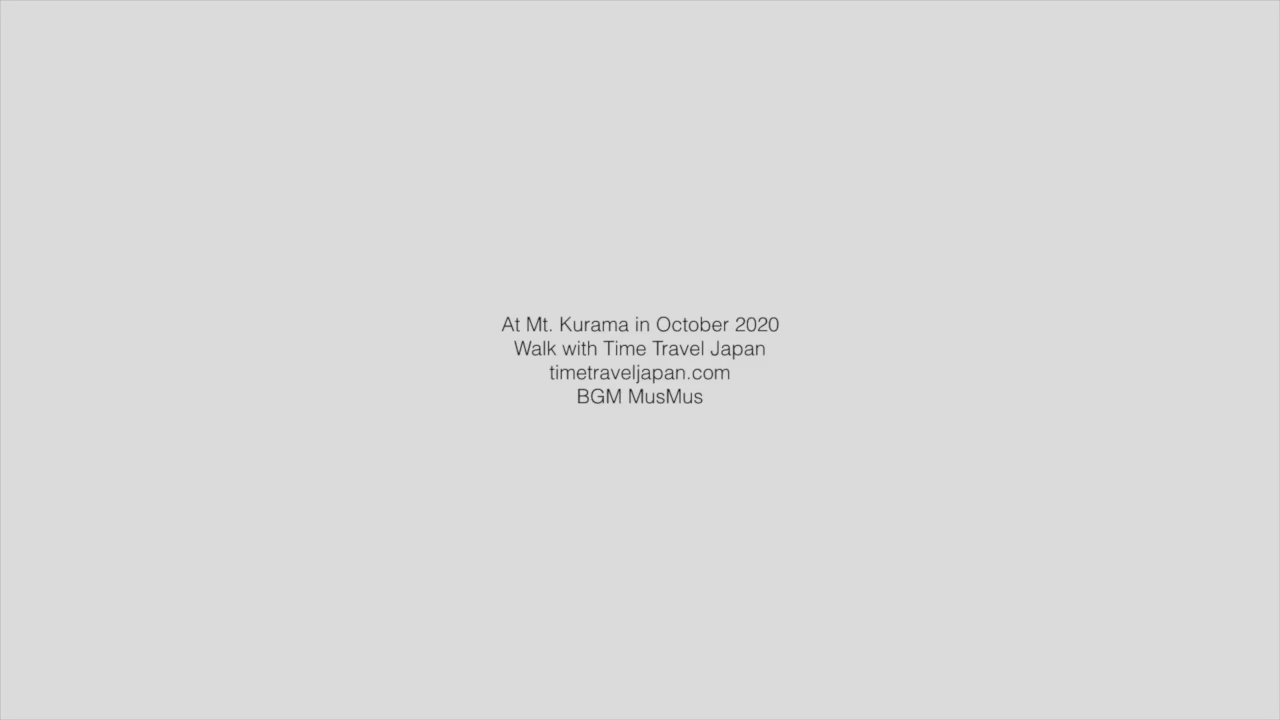 At Mt. Kurama in October 2020
Walk with Time Travel Japan
timetraveljapan.com
BGM MusMus